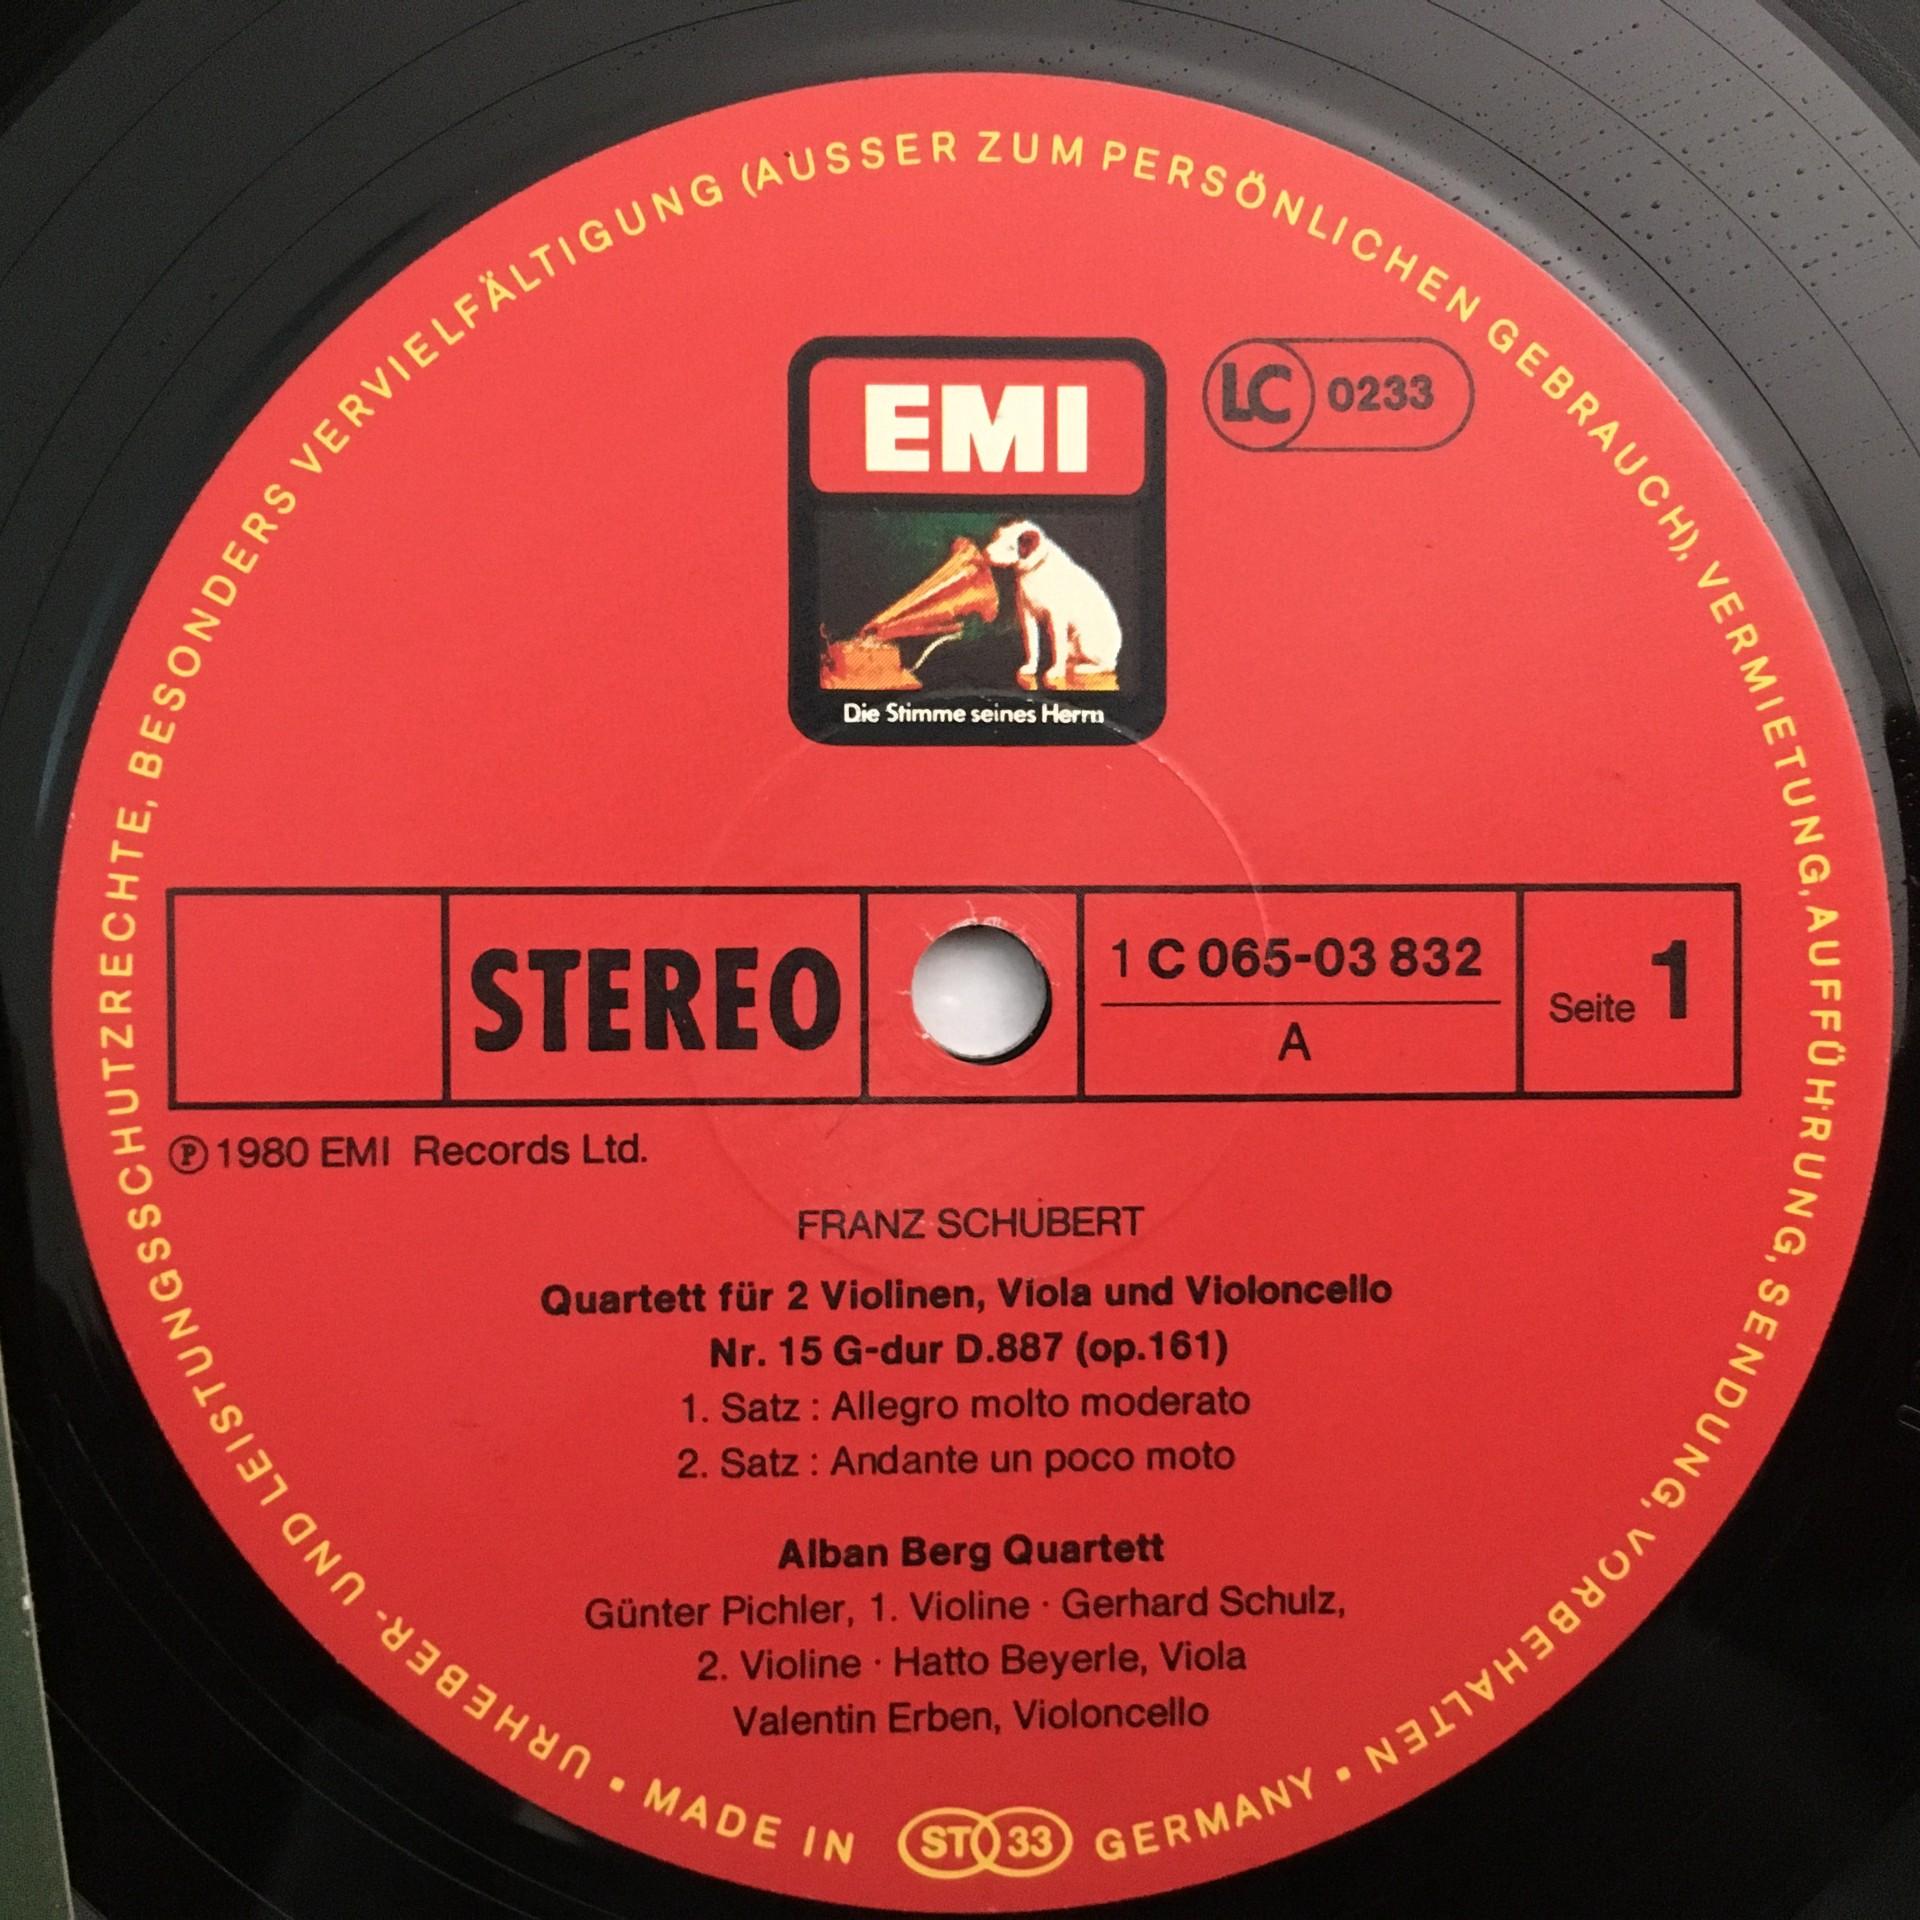 URHEBER- UND LEISTUNGSSCHUTZRECHTE, BESONDERS VERVIELFÄLTIGUNG (AUSSER ZUM PERSÖNLICHEN GEBRAUCH), VERMIETUNG, AUFFÜHRUNG, SENDUNG, VORBEHALTEN •
EMI
LC 0233
Die Stimme seines Herrn
STEREO
1 C 065-03 832
A
Seite 1
Ⓟ 1980 EMI Records Ltd.
FRANZ SCHUBERT
Quartett für 2 Violinen, Viola und Violoncello
Nr. 15 G-dur D.887 (op.161)
1. Satz : Allegro molto moderato
2. Satz : Andante un poco moto
Alban Berg Quartett
Günter Pichler, 1. Violine · Gerhard Schulz,
2. Violine · Hatto Beyerle, Viola
Valentin Erben, Violoncello
• MADE IN ST 33 GERMANY